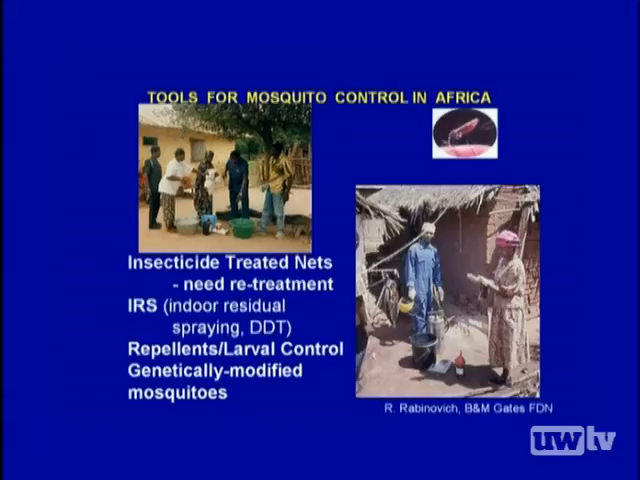 TOOLS FOR MOSQUITO CONTROL IN AFRICA
Insecticide Treated Nets
- need re-treatment
IRS (indoor residual
spraying, DDT)
Repellents/Larval Control
Genetically-modified
mosquitoes
R. Rabinovich, B&M Gates FDN
uwtv